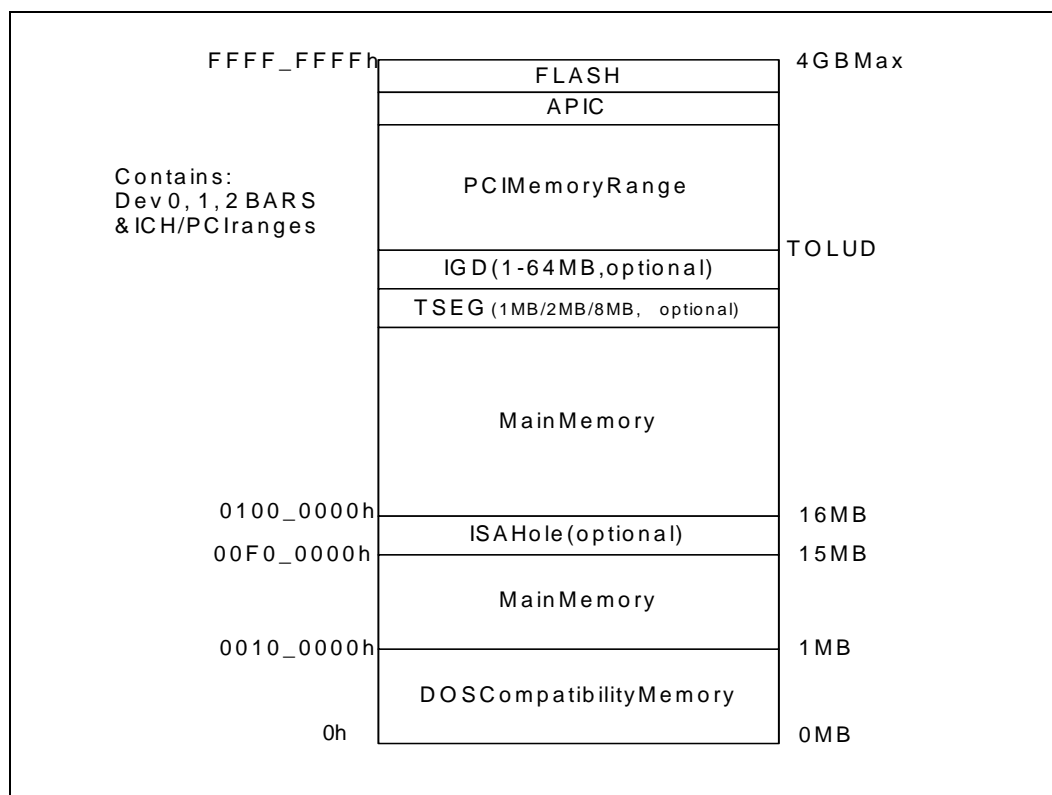 FFFF_FFFFh
4GBMax
FLASH
APIC
Contains:
Dev 0, 1, 2 BARS
& ICH/PCIranges
PCIMemoryRange
TOLUD
IGD(1-64MB,optional)
TSEG (1MB/2MB/8MB, optional)
MainMemory
0100_0000h
16MB
ISAHole(optional)
00F0_0000h
15MB
MainMemory
0010_0000h
1MB
DOSCompatibilityMemory
0h
0MB